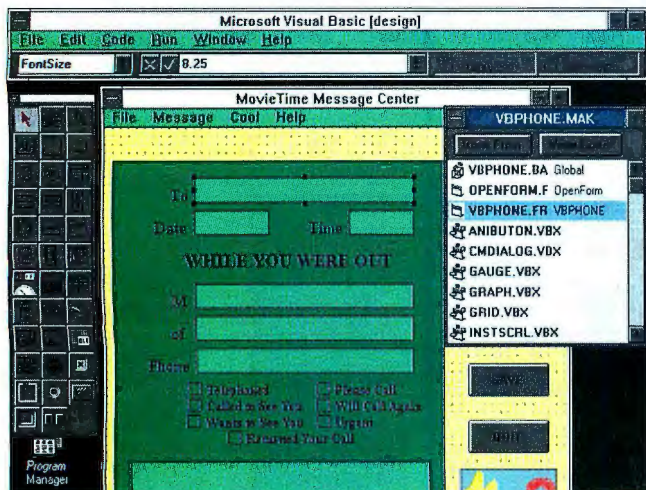 Microsoft Visual Basic [design]
File Edit Code Run Window Help
FontSize 8.25
MovieTime Message Center
File Message Cool Help
VBPHONE.MAK
VBPHONE.BA Global
OPENFORM.F OpenForm
VBPHONE.FR VBPHONE
ANIBUTON.VBX
CMDIALOG.VBX
GAUGE.VBX
GRAPH.VBX
GRID.VBX
INSTSCRL.VBX
To
Date Time
WHILE YOU WERE OUT
M
of
Phone
Telephoned Please Call
Called to See You Will Call Again
Wants to See You Urgent
Returned Your Call
Program
Manager